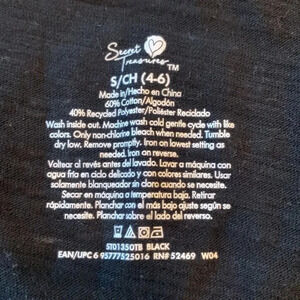 Secret
Treasures™
S/CH (4-6)
Made in/Hecho en China
60% Cotton/Algodón
40% Recycled Polyester/Poliéster Reciclado
Wash inside out. Machine wash cold gentle cycle with like
colors. Only non-chlorine bleach when needed. Tumble
dry low. Remove promptly. Iron on lowest setting as
needed. Iron on reverse.
Voltear al revés antes del lavado. Lavar a máquina con
agua fría en ciclo delicado y con colores similares. Usar
solamente blanqueador sin cloro cuando sea necesario.
Secar en máquina a temperatura baja. Retirar
rápidamente. Planchar con el más bajo ajuste según se
necesite. Planchar sobre el lado del reverso.
ST01350TB BLACK
EAN/UPC 6 95777525016 RN# 52469 W04